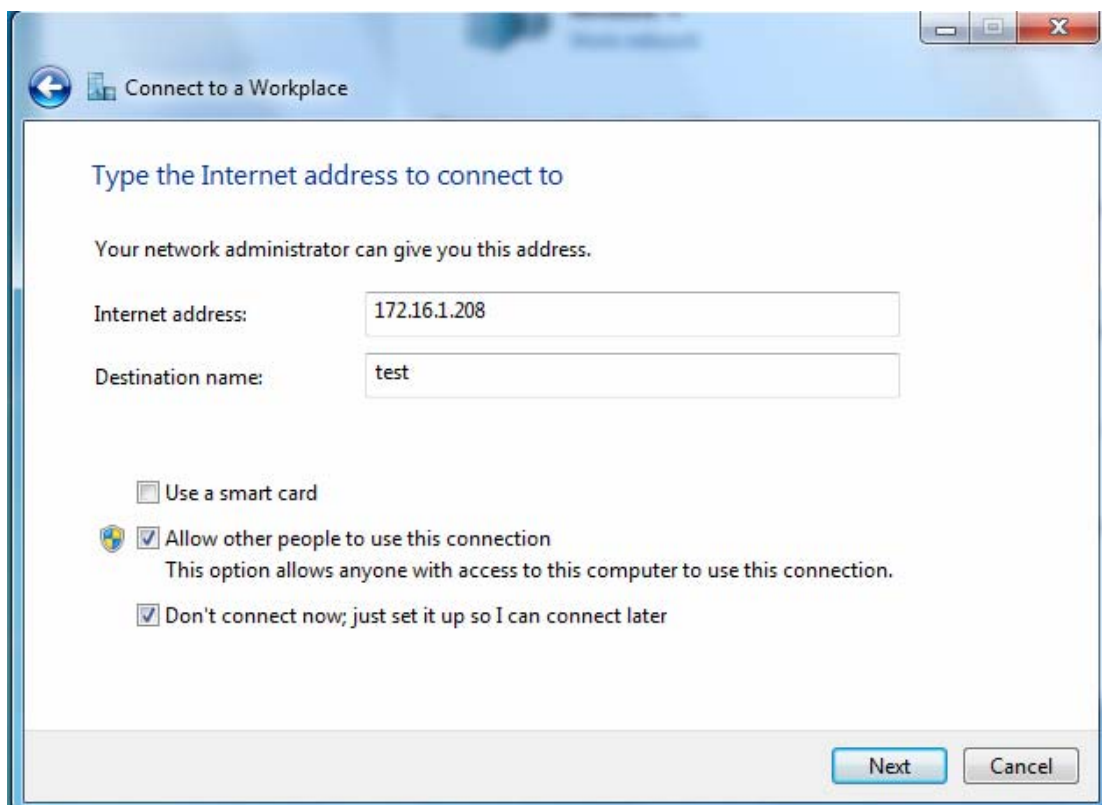 Connect to a Workplace
Type the Internet address to connect to
Your network administrator can give you this address.
Internet address: 172.16.1.208
Destination name: test
Use a smart card
Allow other people to use this connection
This option allows anyone with access to this computer to use this connection.
Don't connect now; just set it up so I can connect later
Next Cancel